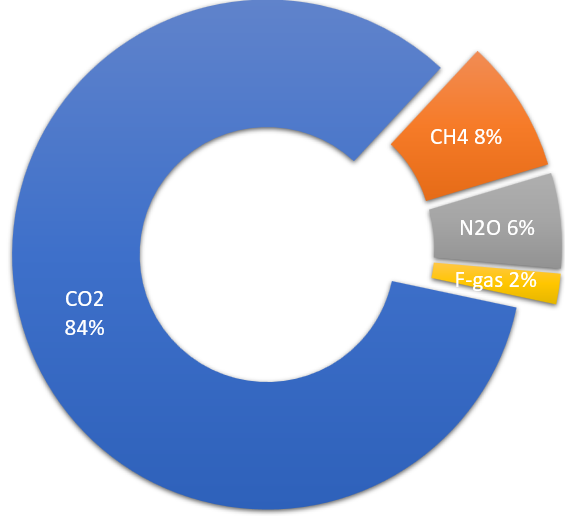 CH4 8%
N2O 6%
F-gas 2%
CO2
84%